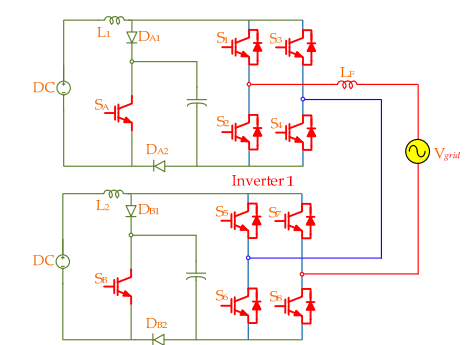 L1
DA1
S1
S3
LF
DC
SA
S2
S4
DA2
Vgrid
Inverter 1
L2
DB1
S5
S7
DC
SB
S6
S8
DB2